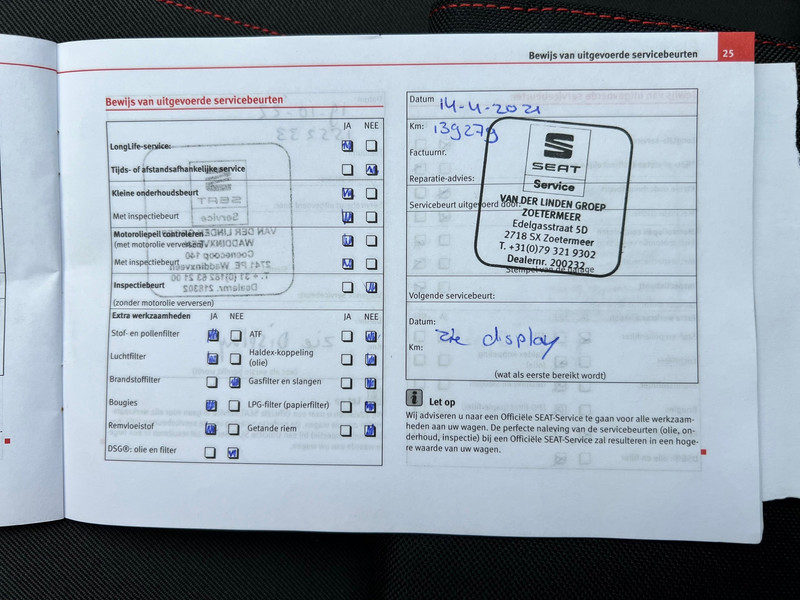 Bewijs van uitgevoerde servicebeurten 25
Bewijs van uitgevoerde servicebeurten
JA NEE
LongLife-service:
Tijds- of afstandsafhankelijke service
Kleine onderhoudsbeurt
Met inspectiebeurt
Motoroliepeil controleren
(met motorolie verversen)
Met inspectiebeurt
Inspectiebeurt
(zonder motorolie verversen)
Extra werkzaamheden JA NEE JA NEE
Stof- en pollenfilter ATF
Luchtfilter Haldex-koppeling
(olie)
Brandstoffilter Gasfilter en slangen
Bougies LPG-filter (papierfilter)
Remvloeistof Getande riem
DSG®: olie en filter
Datum 14-4-2021
Km: 139279
Factuurnr.
Reparatie-advies:
Servicebeurt uitgevoerd door:
SEAT
Service
VAN DER LINDEN GROEP
ZOETERMEER
Edelgasstraat 5D
2718 SX Zoetermeer
T. +31(0)79 321 9302
Dealernr. 200232
Stempel van de garage
Volgende servicebeurt:
Datum:
zie display
Km:
(wat als eerste bereikt wordt)
Let op
Wij adviseren u naar een Officiële SEAT-Service te gaan voor alle werkzaam-
heden aan uw wagen. De perfecte naleving van de servicebeurten (olie, on-
derhoud, inspectie) bij een Officiële SEAT-Service zal resulteren in een hoge-
re waarde van uw wagen.